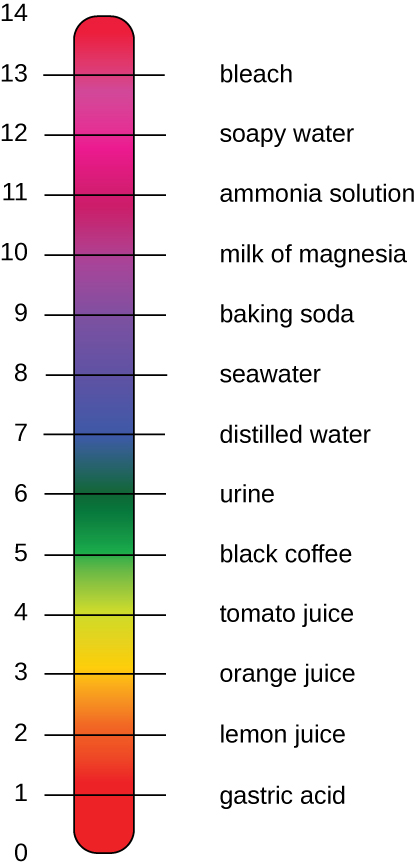 14
13 bleach
12 soapy water
11 ammonia solution
10 milk of magnesia
9 baking soda
8 seawater
7 distilled water
6 urine
5 black coffee
4 tomato juice
3 orange juice
2 lemon juice
1 gastric acid
0